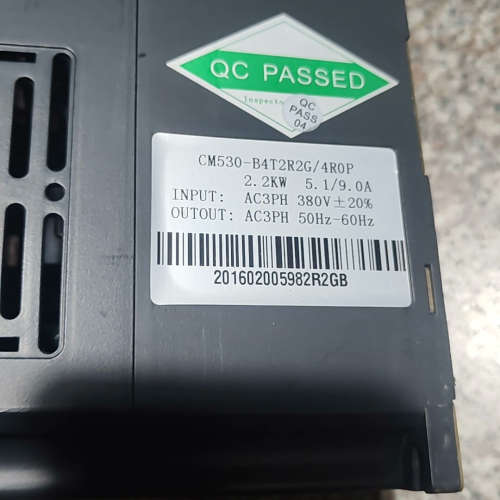 QC PASSED
Inspect
QC
PASS
04
CM530-B4T2R2G/4R0P
2.2KW 5.1/9.0A
INPUT: AC3PH 380V±20%
OUTOUT: AC3PH 50Hz-60Hz
201602005982R2GB